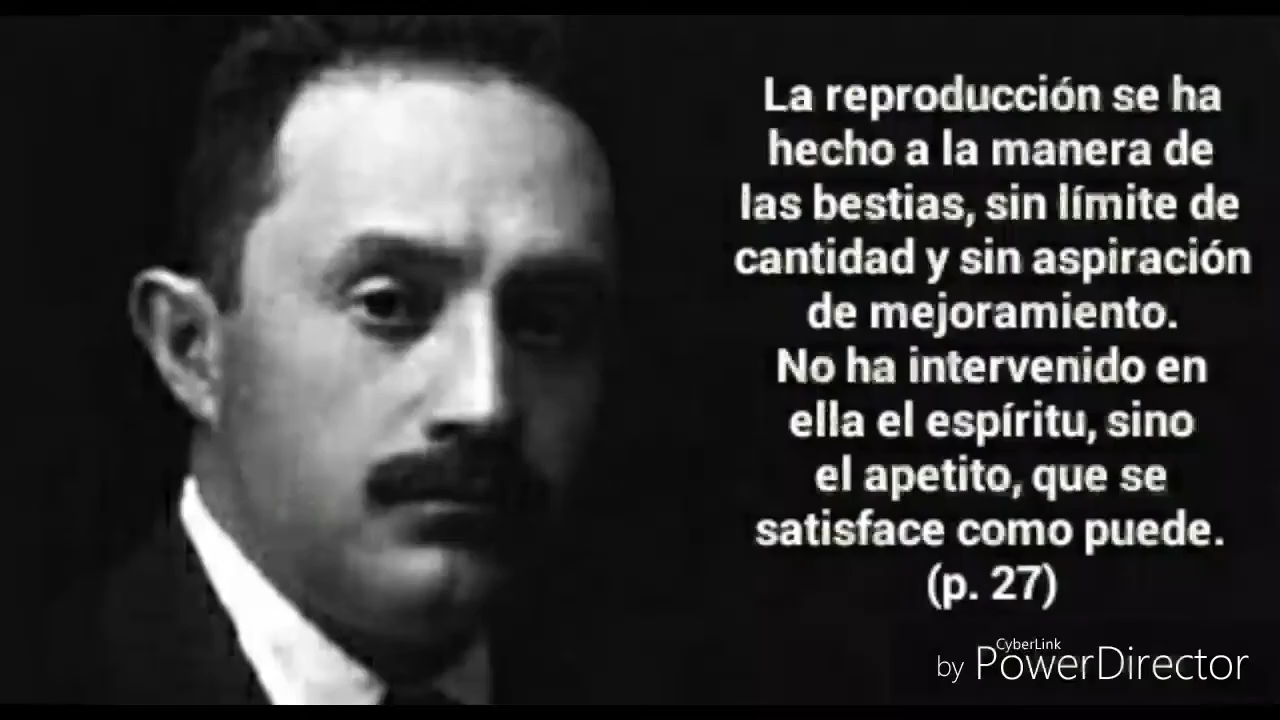 La reproducción se ha
hecho a la manera de
las bestias, sin límite de
cantidad y sin aspiración
de mejoramiento.
No ha intervenido en
ella el espíritu, sino
el apetito, que se
satisface como puede.
(p. 27)
CyberLink
by PowerDirector